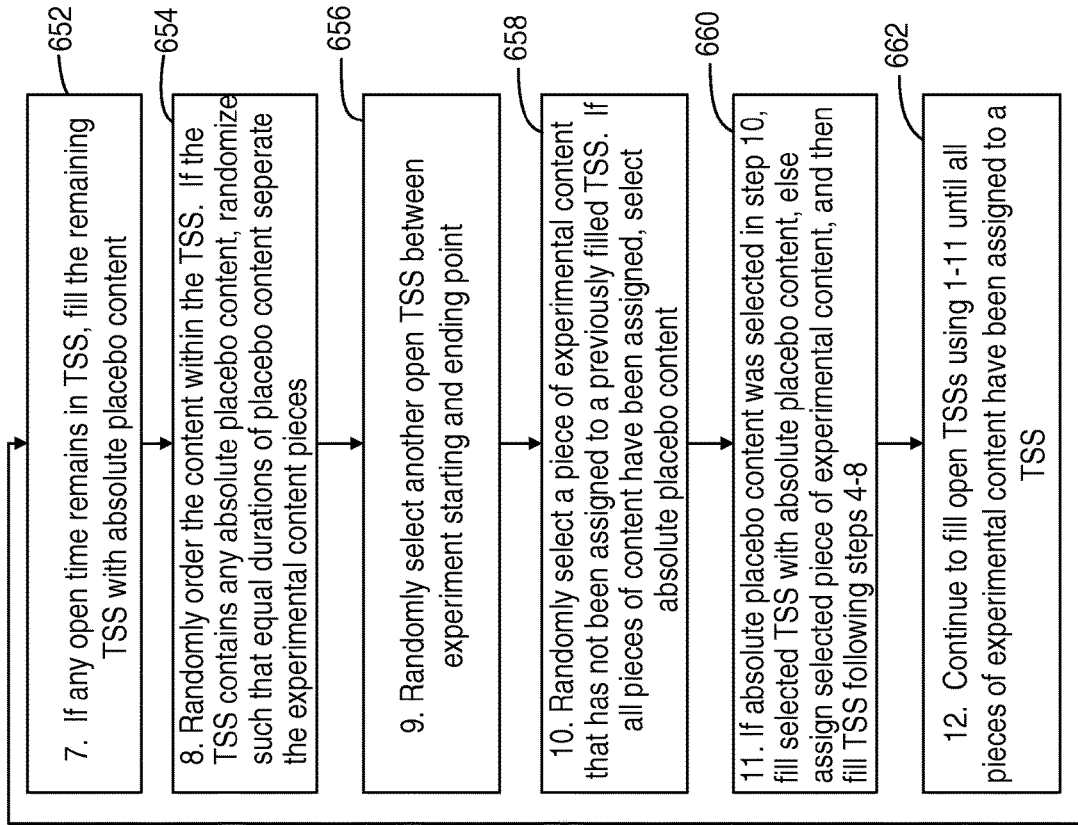 652
7. If any open time remains in TSS, fill the remaining
TSS with absolute placebo content
654
8. Randomly order the content within the TSS. If the
TSS contains any absolute placebo content, randomize
such that equal durations of placebo content seperate
the experimental content pieces
656
9. Randomly select another open TSS between
experiment starting and ending point
658
10. Randomly select a piece of experimental content
that has not been assigned to a previously filled TSS. If
all pieces of content have been assigned, select
absolute placebo content
660
11. If absolute placebo content was selected in step 10,
fill selected TSS with absolute placebo content, else
assign selected piece of experimental content, and then
fill TSS following steps 4-8
662
12. Continue to fill open TSSs using 1-11 until all
pieces of experimental content have been assigned to a
TSS